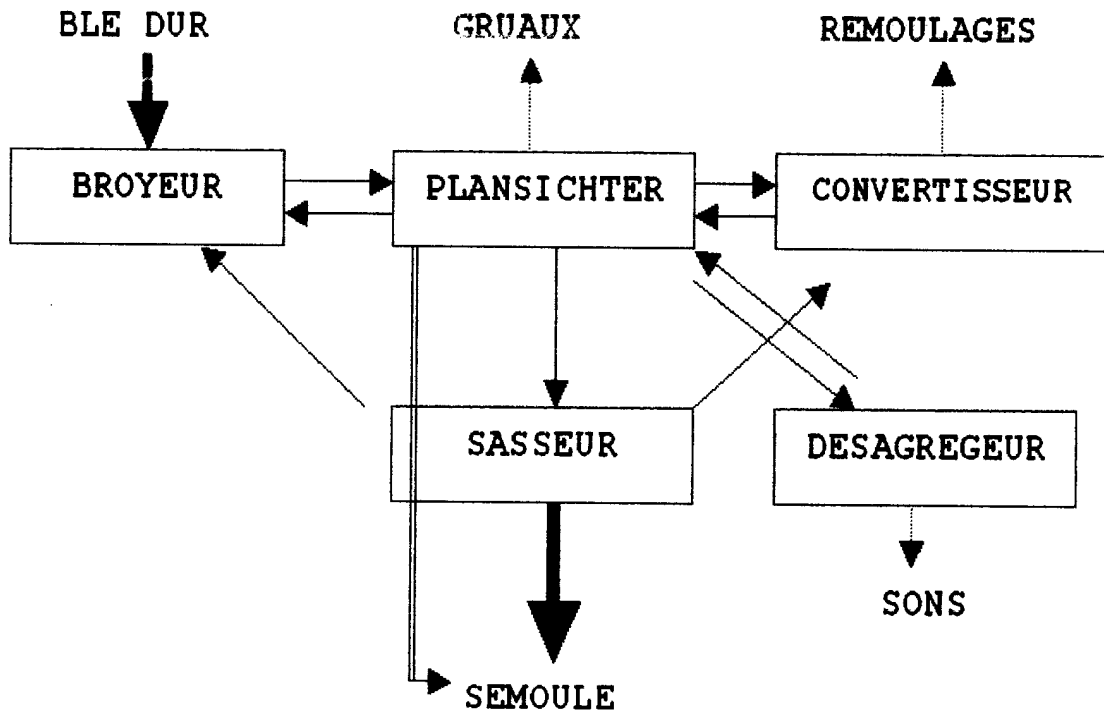 BLE DUR
GRUAUX
REMOULAGES
BROYEUR
PLANSICHTER
CONVERTISSEUR
SASSEUR
DESAGREGEUR
SONS
SEMOULE